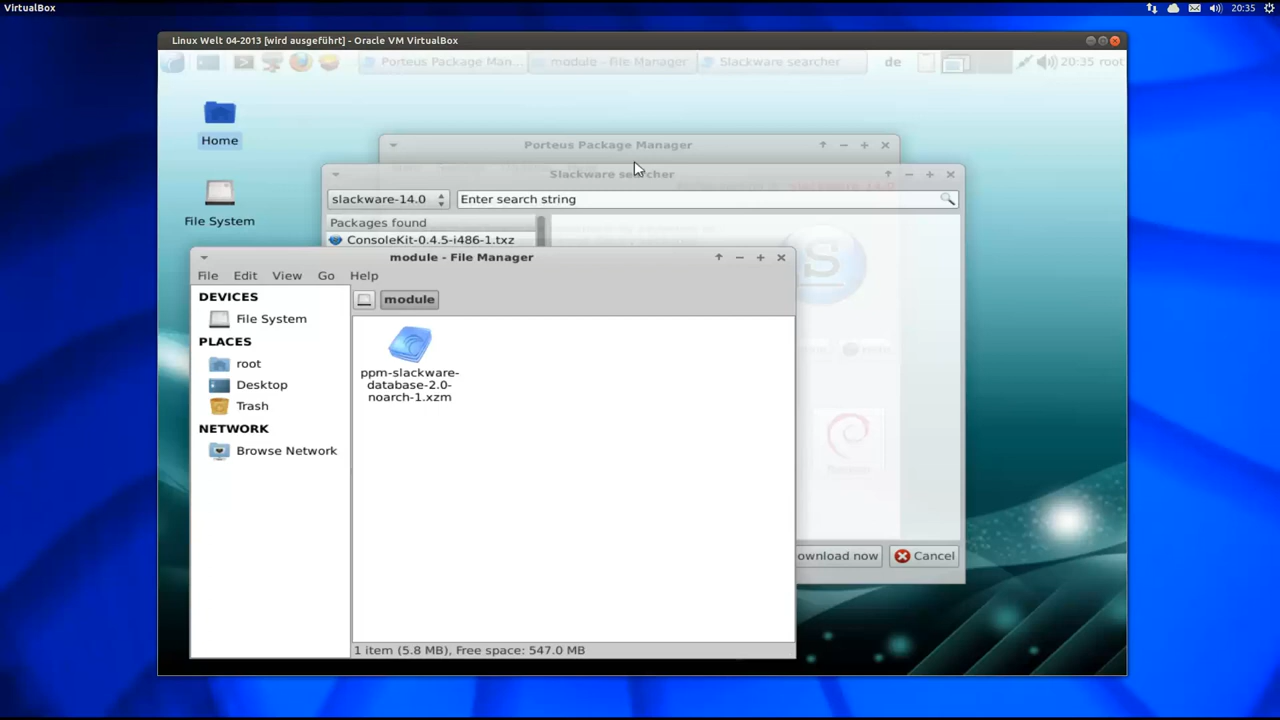 VirtualBox
20:35
Linux Welt 04-2013 [wird ausgeführt] - Oracle VM VirtualBox
Porteus Package Man...
module - File Manager
Slackware searcher
de
20:35 root
Home
File System
Porteus Package Manager
Slackware searcher
slackware-14.0
Enter search string
Packages found
ConsoleKit-0.4.5-i486-1.txz
module - File Manager
File Edit View Go Help
DEVICES
File System
PLACES
root
Desktop
Trash
NETWORK
Browse Network
module
ppm-slackware-
database-2.0-
noarch-1.xzm
ownload now
Cancel
1 item (5.8 MB), Free space: 547.0 MB